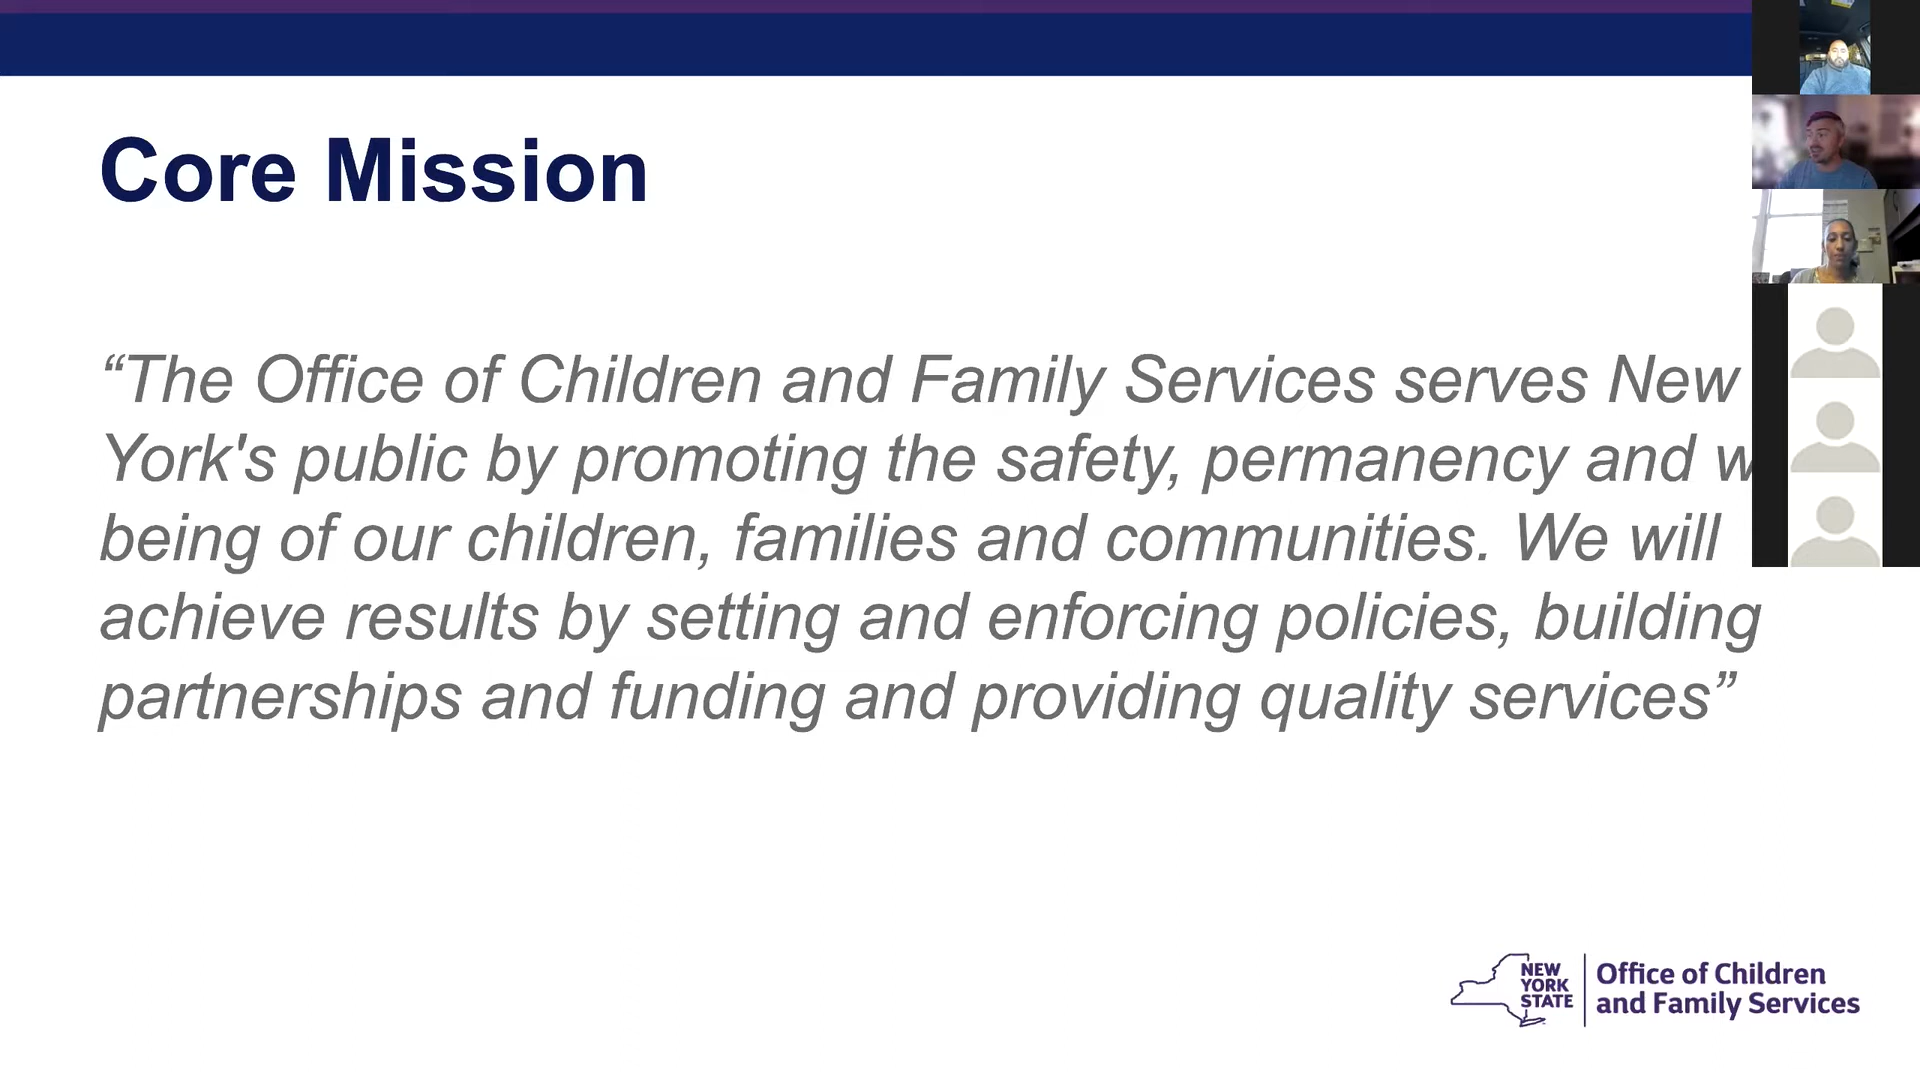 Core Mission
“The Office of Children and Family Services serves New
York's public by promoting the safety, permanency and
being of our children, families and communities. We will
achieve results by setting and enforcing policies, building
partnerships and funding and providing quality services”
NEW
YORK
STATE
Office of Children
and Family Services